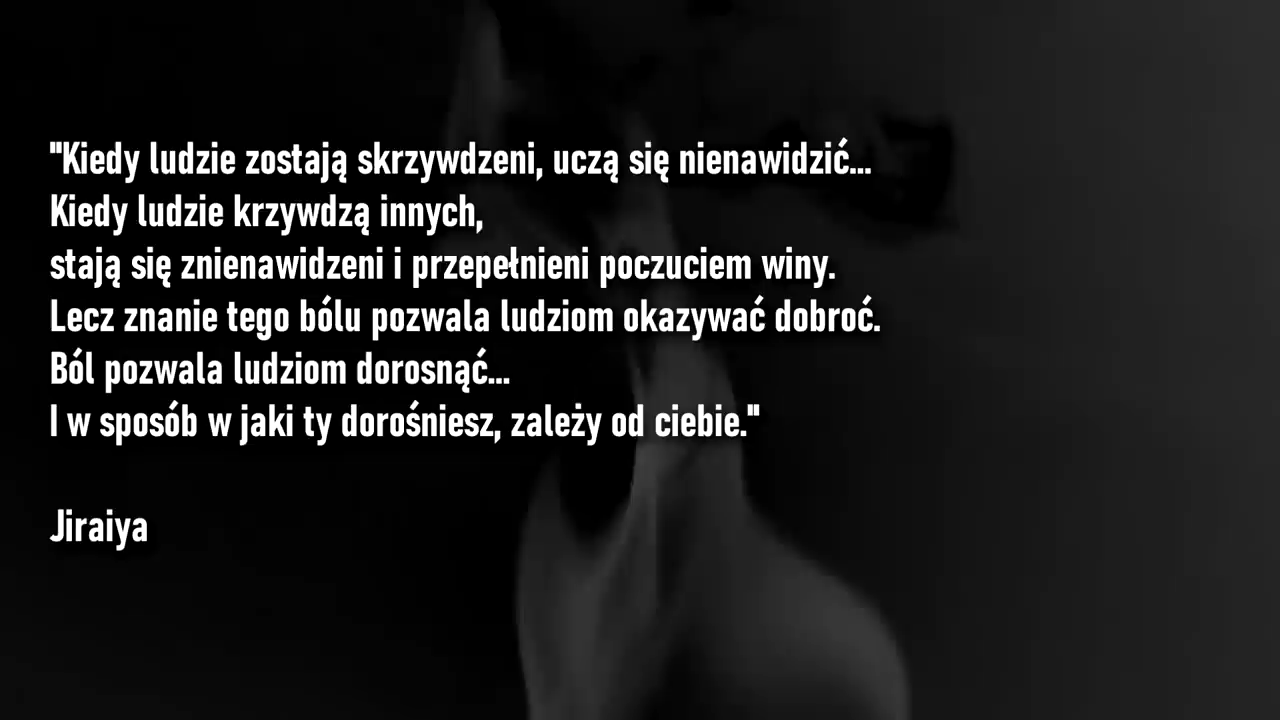 "Kiedy ludzie zostają skrzywdzeni, uczą się nienawidzić...
Kiedy ludzie krzywdzą innych,
stają się znienawidzeni i przepełnieni poczuciem winy.
Lecz znanie tego bólu pozwala ludziom okazywać dobroć.
Ból pozwala ludziom dorosnąć...
I w sposób w jaki ty dorośniesz, zależy od ciebie."
Jiraiya